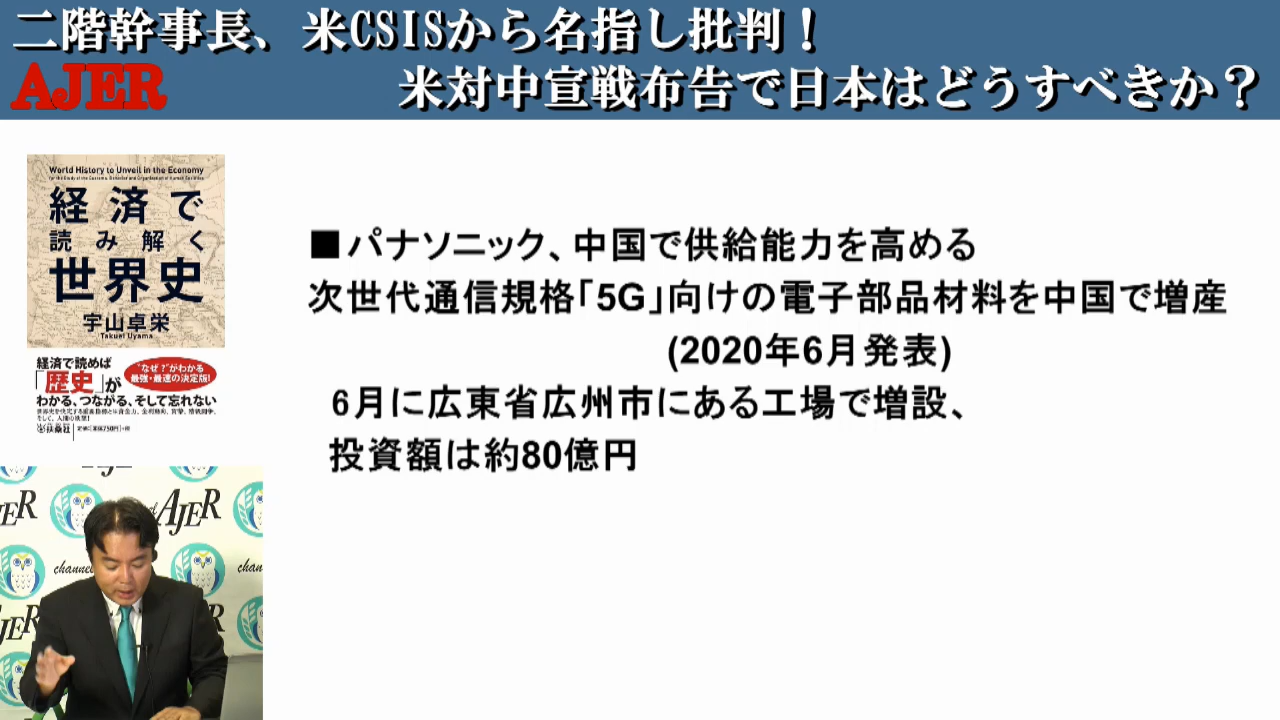 二階幹事長、米CSISから名指し批判！
AJER
米対中宣戦布告で日本はどうすべきか？
World History to Unveil in the Economy
経済で
読み解く
世界史
宇山卓栄
Takuei Uyama
経済で読めば
「歴史」が
わかる、つながる、そして忘れない
"なぜ?"がわかる
最強・最速の決定版!
扶桑社
■パナソニック、中国で供給能力を高める
次世代通信規格「5G」向けの電子部品材料を中国で増産
(2020年6月発表)
6月に広東省広州市にある工場で増設、
投資額は約80億円
AJER
channel
AJER
channel